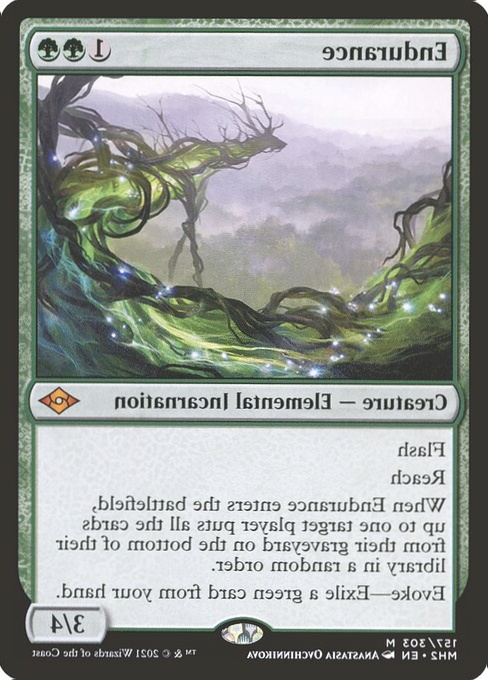 Endurance 1
Creature — Elemental Incarnation
Flash
Reach
When Endurance enters the battlefield,
up to one target player puts all the cards
from their graveyard on the bottom of their
library in a random order.
Evoke—Exile a green card from your hand.
3/4
157/303 M
MH2 • EN Anastasia Ovchinnikova
™ & © 2021 Wizards of the Coast